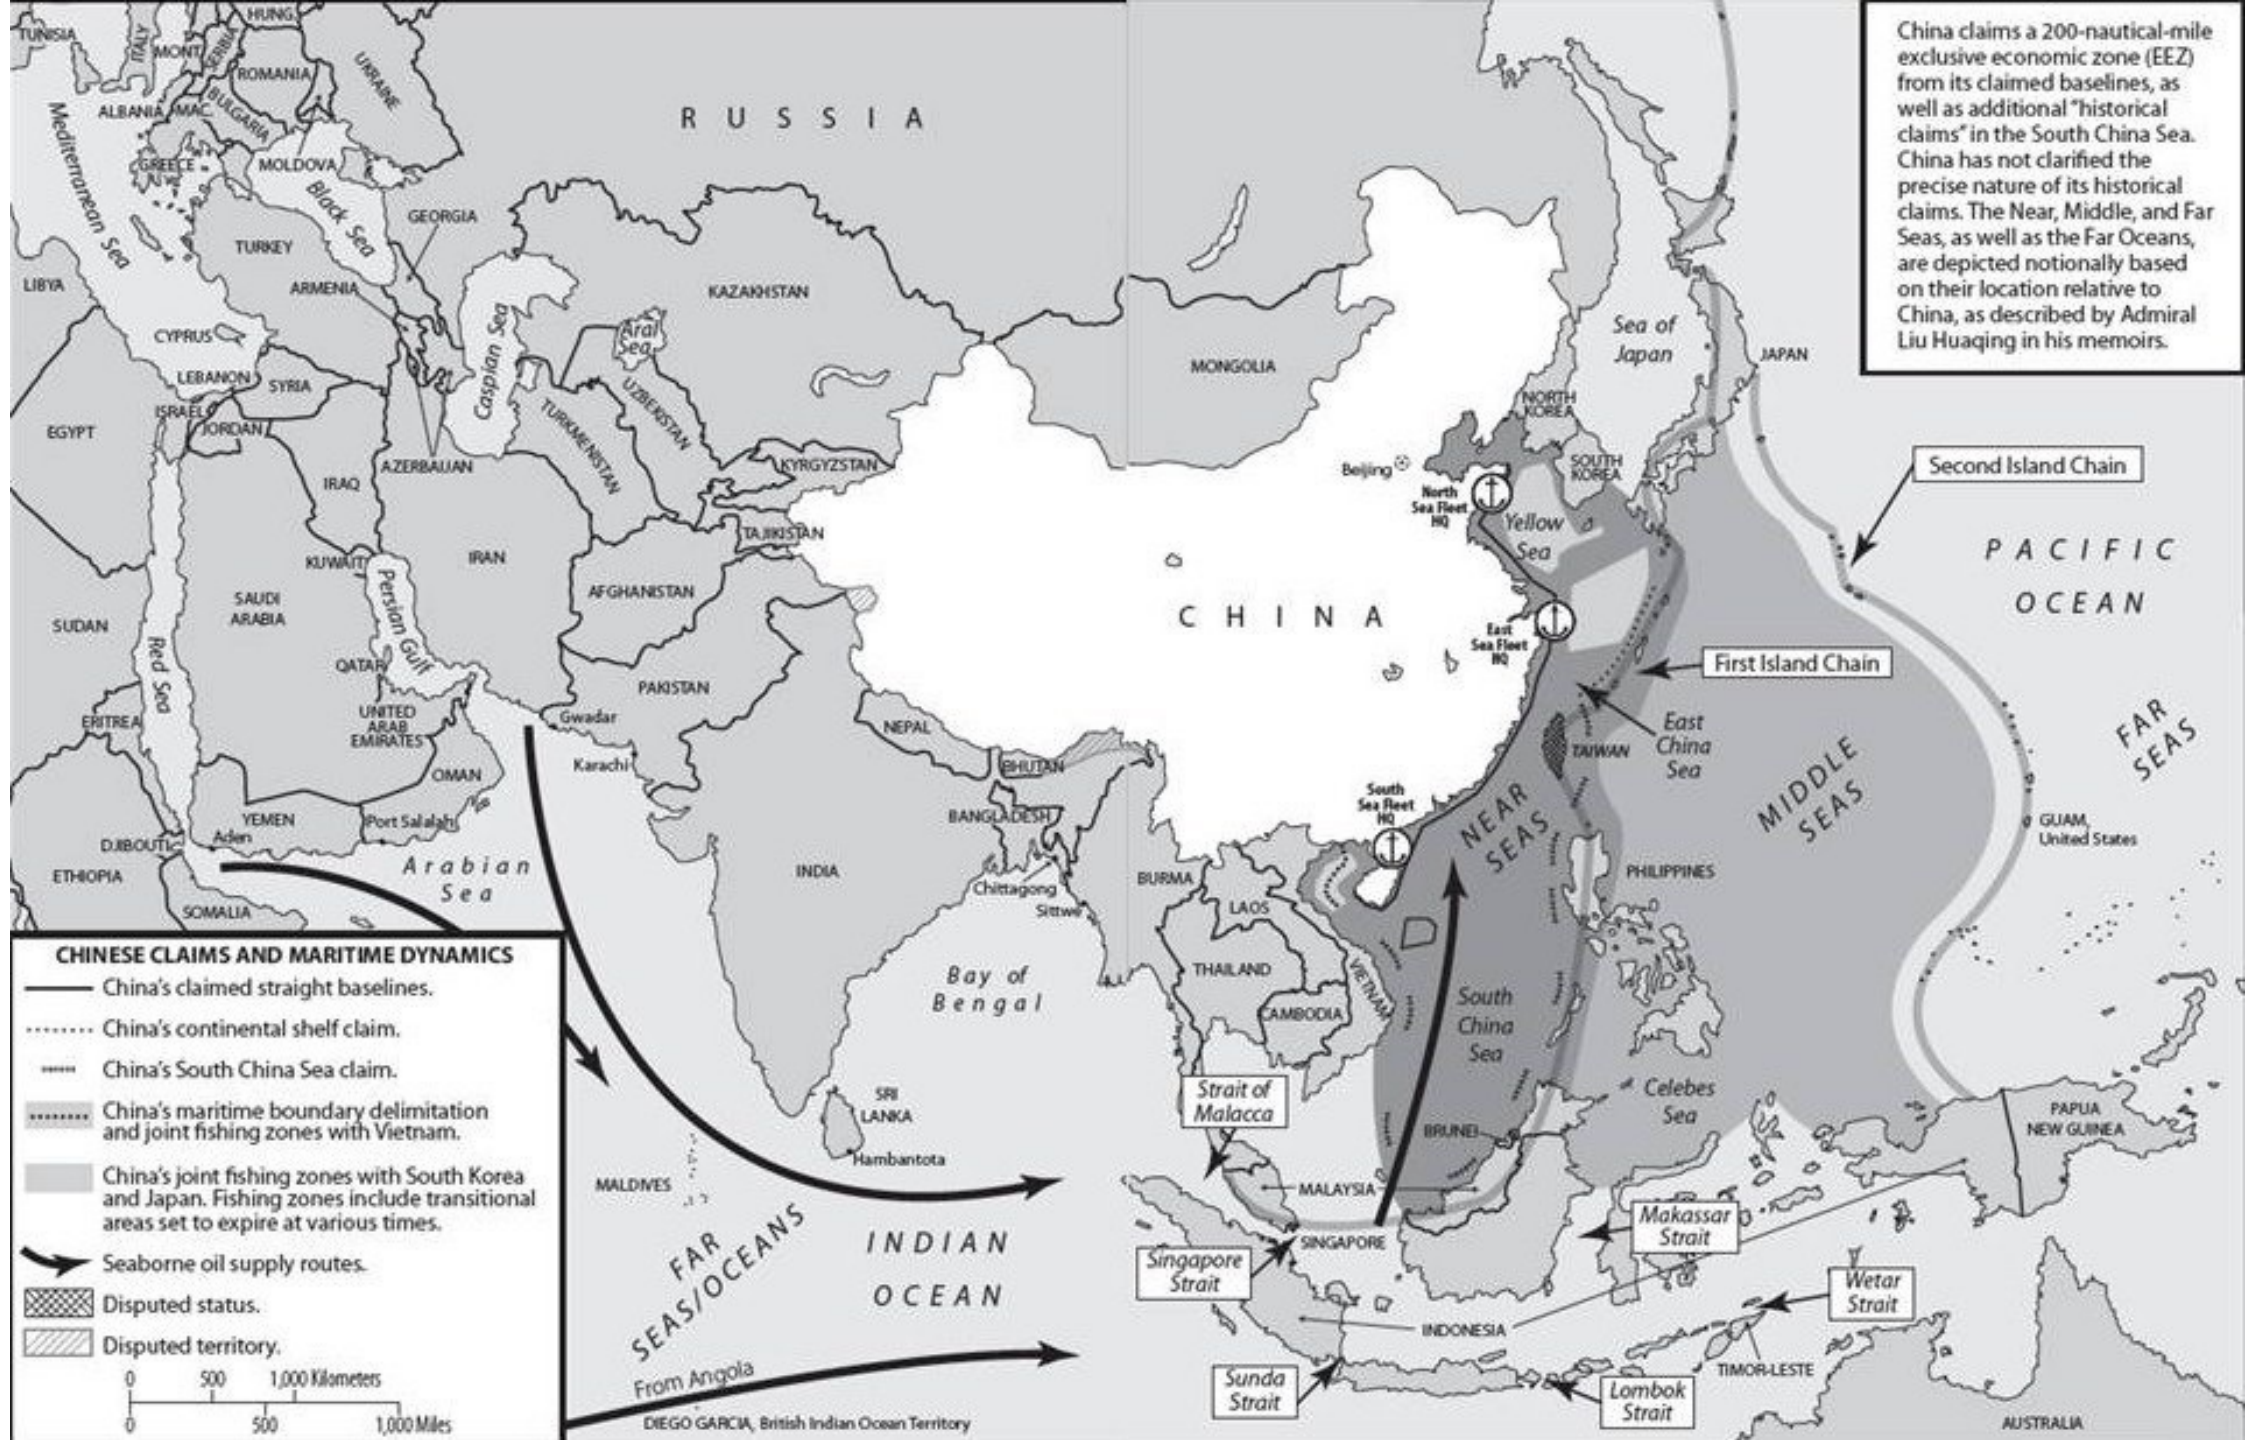 China claims a 200-nautical-mile
exclusive economic zone (EEZ)
from its claimed baselines, as
well as additional "historical
claims" in the South China Sea.
China has not clarified the
precise nature of its historical
claims. The Near, Middle, and Far
Seas, as well as the Far Oceans,
are depicted notionally based
on their location relative to
China, as described by Admiral
Liu Huaqing in his memoirs.
TUNISIA
ITALY
HUNG.
MONT.
SERBIA
ROMANIA
UKRAINE
ALBANIA
MAC.
BULGARIA
GREECE
MOLDOVA
Mediterranean Sea
Black Sea
RUSSIA
GEORGIA
TURKEY
ARMENIA
LIBYA
KAZAKHSTAN
CYPRUS
Caspian Sea
Aral
Sea
MONGOLIA
Sea of
Japan
JAPAN
LEBANON
SYRIA
ISRAEL
JORDAN
EGYPT
UZBEKISTAN
TURKMENISTAN
NORTH
KOREA
AZERBAIJAN
KYRGYZSTAN
IRAQ
Beijing
SOUTH
KOREA
Second Island Chain
North
Sea Fleet
HQ
Yellow
Sea
TAJIKISTAN
KUWAIT
IRAN
Persian Gulf
AFGHANISTAN
PACIFIC
OCEAN
SAUDI
ARABIA
SUDAN
Red Sea
CHINA
East
Sea Fleet
HQ
First Island Chain
QATAR
PAKISTAN
ERITREA
UNITED
ARAB
EMIRATES
Gwadar
NEPAL
East
China
Sea
TAIWAN
FAR
SEAS
Karachi
BHUTAN
OMAN
MIDDLE
SEAS
South
Sea Fleet
HQ
NEAR
SEAS
YEMEN
Port Salalah
BANGLADESH
GUAM,
United States
Aden
DJIBOUTI
Arabian
Sea
ETHIOPIA
INDIA
Chittagong
BURMA
PHILIPPINES
SOMALIA
Sittwe
LAOS
Bay of
Bengal
THAILAND
VIETNAM
CAMBODIA
South
China
Sea
SRI
LANKA
Strait of
Malacca
Celebes
Sea
BRUNEI
PAPUA
NEW GUINEA
Hambantota
MALDIVES
MALAYSIA
Makassar
Strait
FAR
SEAS/OCEANS
INDIAN
OCEAN
SINGAPORE
Singapore
Strait
Wetar
Strait
INDONESIA
From Angola
TIMOR-LESTE
Sunda
Strait
Lombok
Strait
DIEGO GARCIA, British Indian Ocean Territory
AUSTRALIA
CHINESE CLAIMS AND MARITIME DYNAMICS
China's claimed straight baselines.
China's continental shelf claim.
China's South China Sea claim.
China's maritime boundary delimitation
and joint fishing zones with Vietnam.
China's joint fishing zones with South Korea
and Japan. Fishing zones include transitional
areas set to expire at various times.
Seaborne oil supply routes.
Disputed status.
Disputed territory.
0 500 1,000 Kilometers
0 500 1,000 Miles